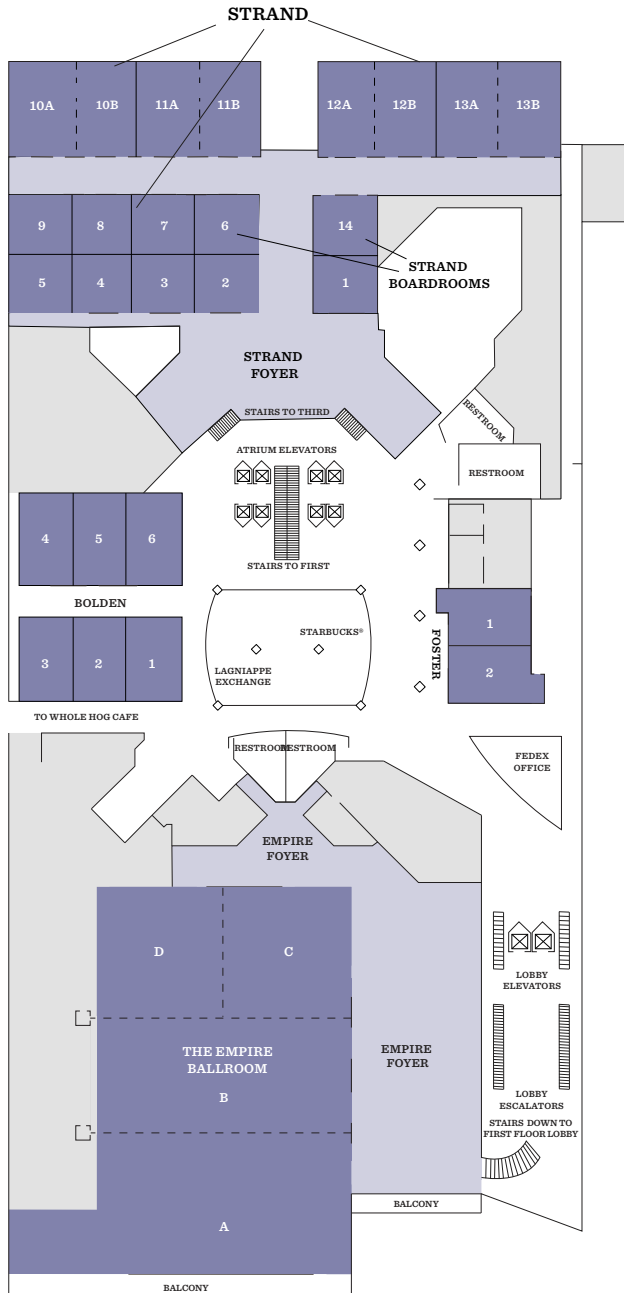 STRAND
10A 10B 11A 11B 12A 12B 13A 13B
9 8 7 6 14
STRAND
BOARDROOMS
5 4 3 2 1
STRAND
FOYER
STAIRS TO THIRD
RESTROOM
ATRIUM ELEVATORS
RESTROOM
4 5 6
STAIRS TO FIRST
BOLDEN
1
STARBUCKS®
FOSTER
3 2 1
LAGNIAPPE
EXCHANGE
2
TO WHOLE HOG CAFE
RESTROOM RESTROOM
FEDEX
OFFICE
EMPIRE
FOYER
D C
LOBBY
ELEVATORS
THE EMPIRE
BALLROOM
EMPIRE
FOYER
B
LOBBY
ESCALATORS
STAIRS DOWN TO
FIRST FLOOR LOBBY
BALCONY
A
BALCONY